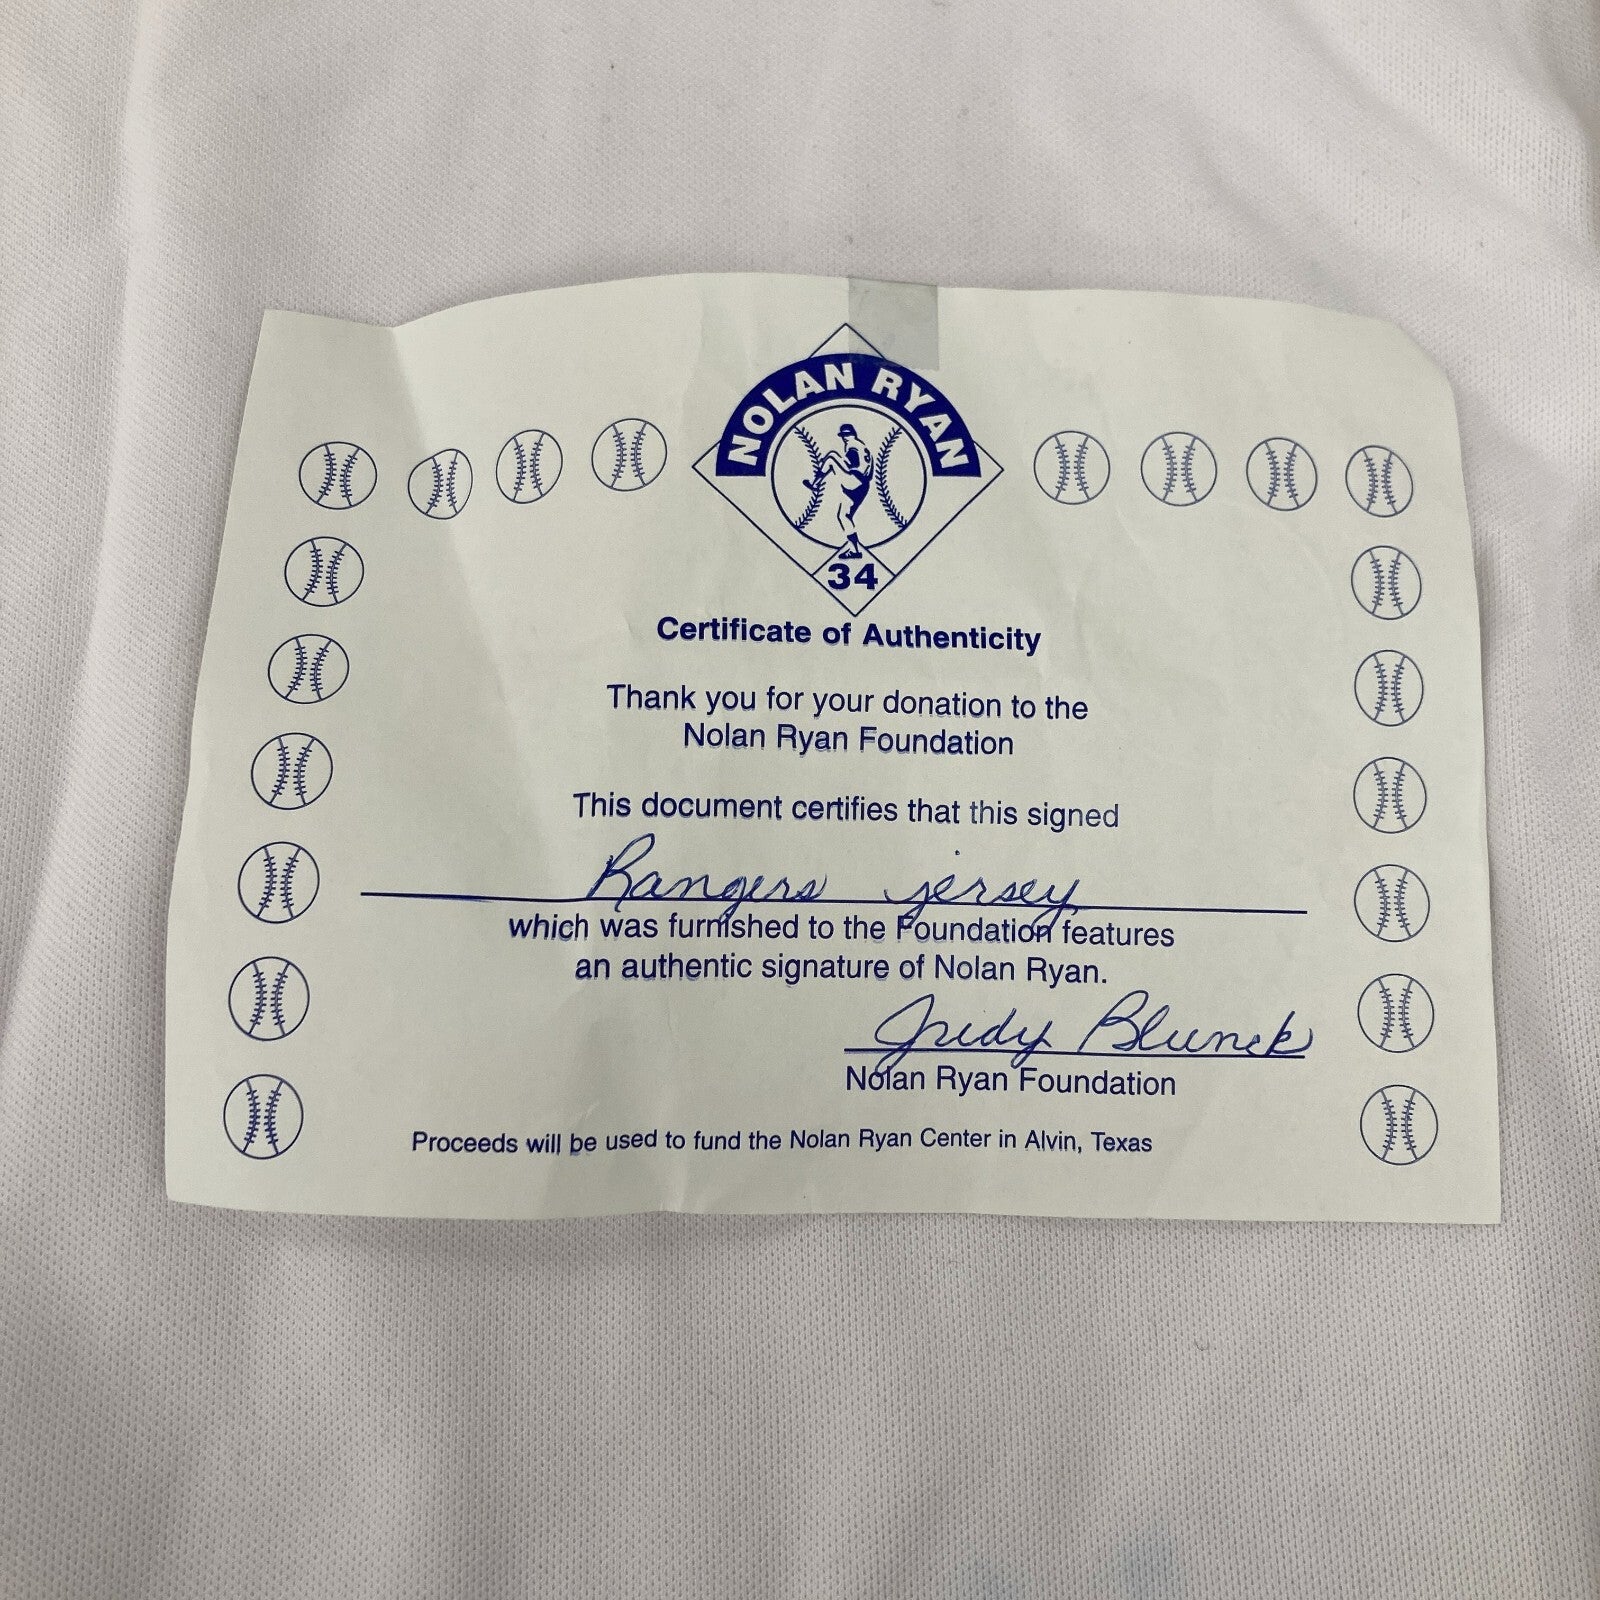 NOLAN RYAN
34
Certificate of Authenticity
Thank you for your donation to the
Nolan Ryan Foundation
This document certifies that this signed
Rangers jersey
which was furnished to the Foundation features
an authentic signature of Nolan Ryan.
Judy Blunck
Nolan Ryan Foundation
Proceeds will be used to fund the Nolan Ryan Center in Alvin, Texas